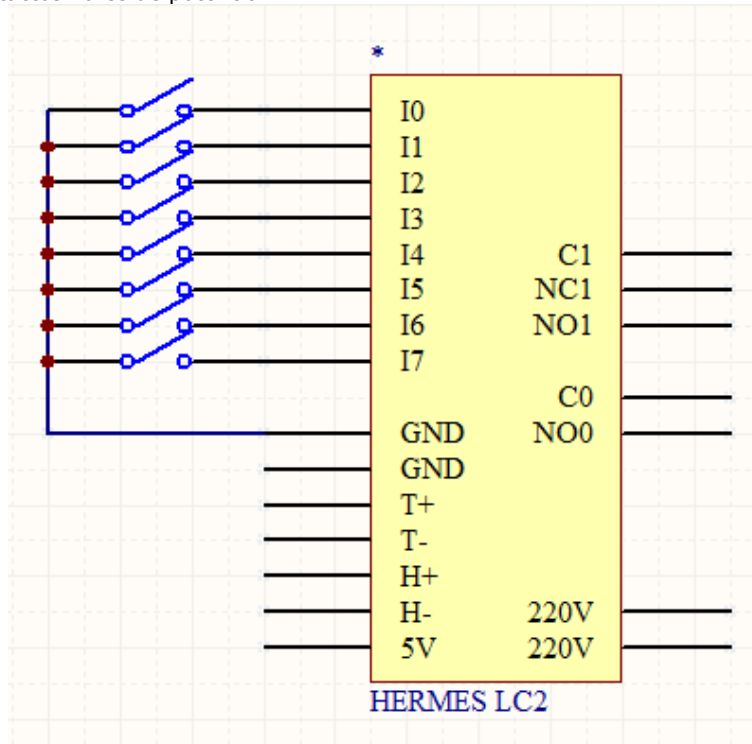 *
I0
I1
I2
I3
I4 C1
I5 NC1
I6 NO1
I7
C0
GND NO0
GND
T+
T-
H+
H- 220V
5V 220V
HERMES LC2